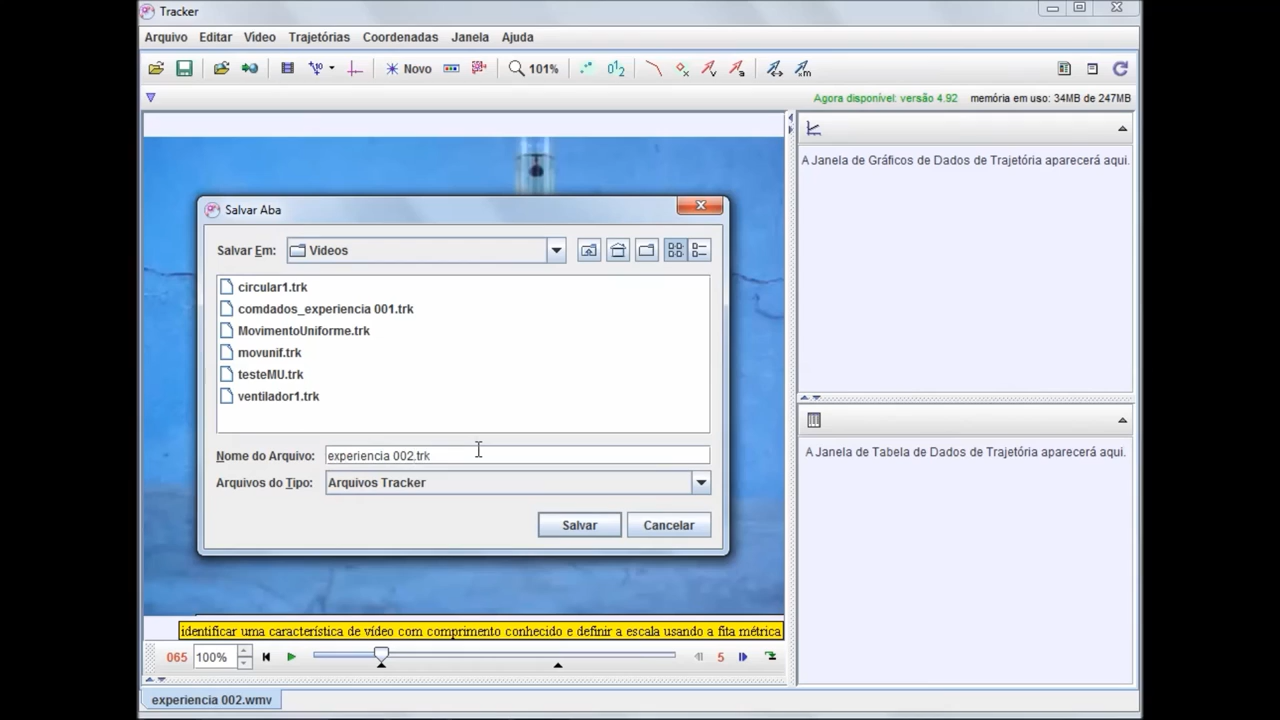 Tracker
Arquivo Editar Video Trajetórias Coordenadas Janela Ajuda
Novo 101%
Agora disponível: versão 4.92 memória em uso: 34MB de 247MB
A Janela de Gráficos de Dados de Trajetória aparecerá aqui.
Salvar Aba
Salvar Em: Videos
circular1.trk
comdados_experiencia 001.trk
MovimentoUniforme.trk
movunif.trk
testeMU.trk
ventilador1.trk
Nome do Arquivo: experiencia 002.trk
Arquivos do Tipo: Arquivos Tracker
Salvar Cancelar
A Janela de Tabela de Dados de Trajetória aparecerá aqui.
identificar uma característica de vídeo com comprimento conhecido e definir a escala usando a fita métrica
065 100% 5
experiencia 002.wmv